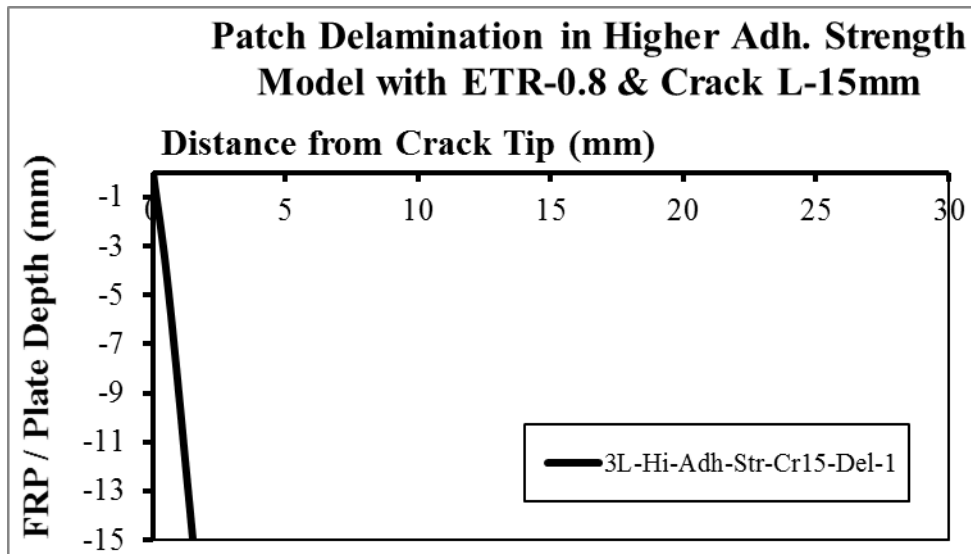 Patch Delamination in Higher Adh. Strength
Model with ETR-0.8 & Crack L-15mm
Distance from Crack Tip (mm)
0 5 10 15 20 25 30
FRP / Plate Depth (mm)
-1
-3
-5
-7
-9
-11
-13
-15
3L-Hi-Adh-Str-Cr15-Del-1